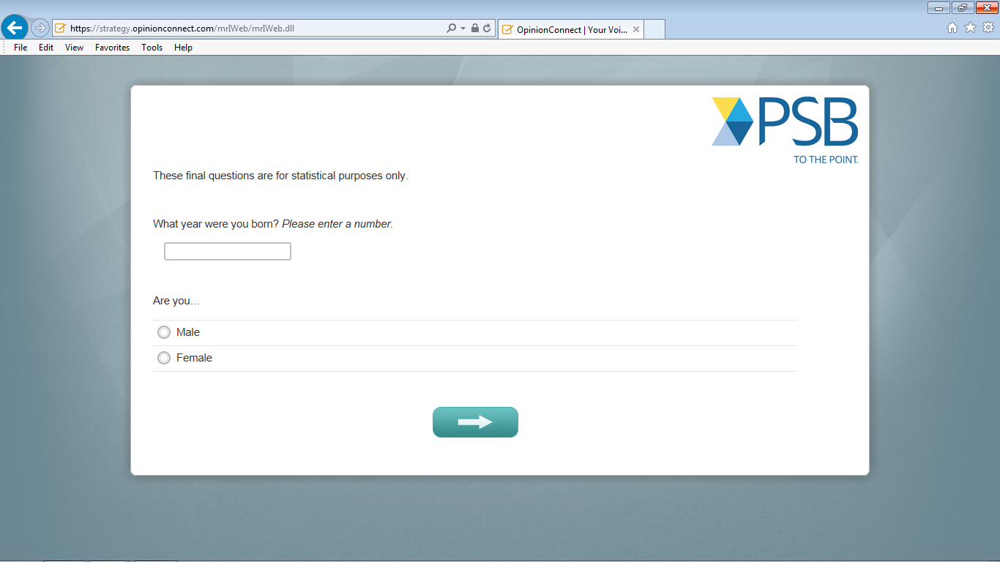 https://strategy.opinionconnect.com/mrIWeb/mrIWeb.dll
OpinionConnect | Your Voi...
File Edit View Favorites Tools Help
PSB
TO THE POINT.
These final questions are for statistical purposes only.
What year were you born? Please enter a number.
Are you…
Male
Female